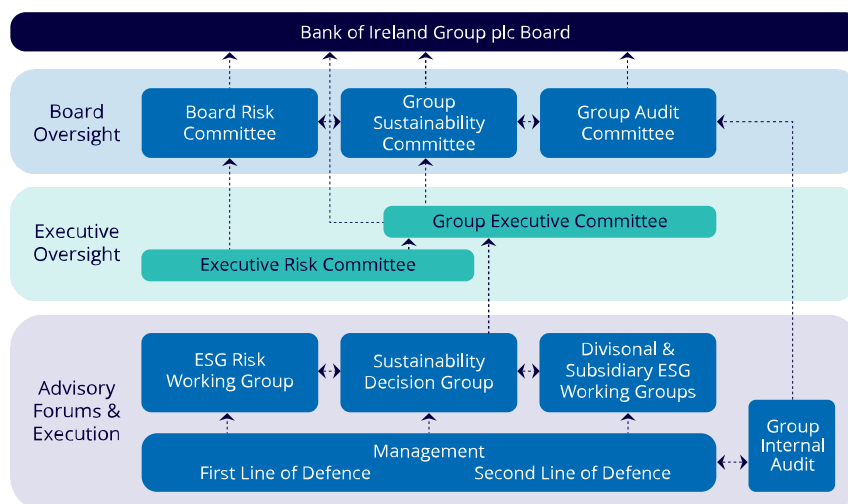 Bank of Ireland Group plc Board
Board
Oversight
Board Risk
Committee
Group
Sustainability
Committee
Group Audit
Committee
Executive
Oversight
Group Executive Committee
Executive Risk Committee
Advisory
Forums &
Execution
ESG Risk
Working Group
Sustainability
Decision Group
Divisonal &
Subsidiary ESG
Working Groups
Management
First Line of Defence
Second Line of Defence
Group
Internal
Audit